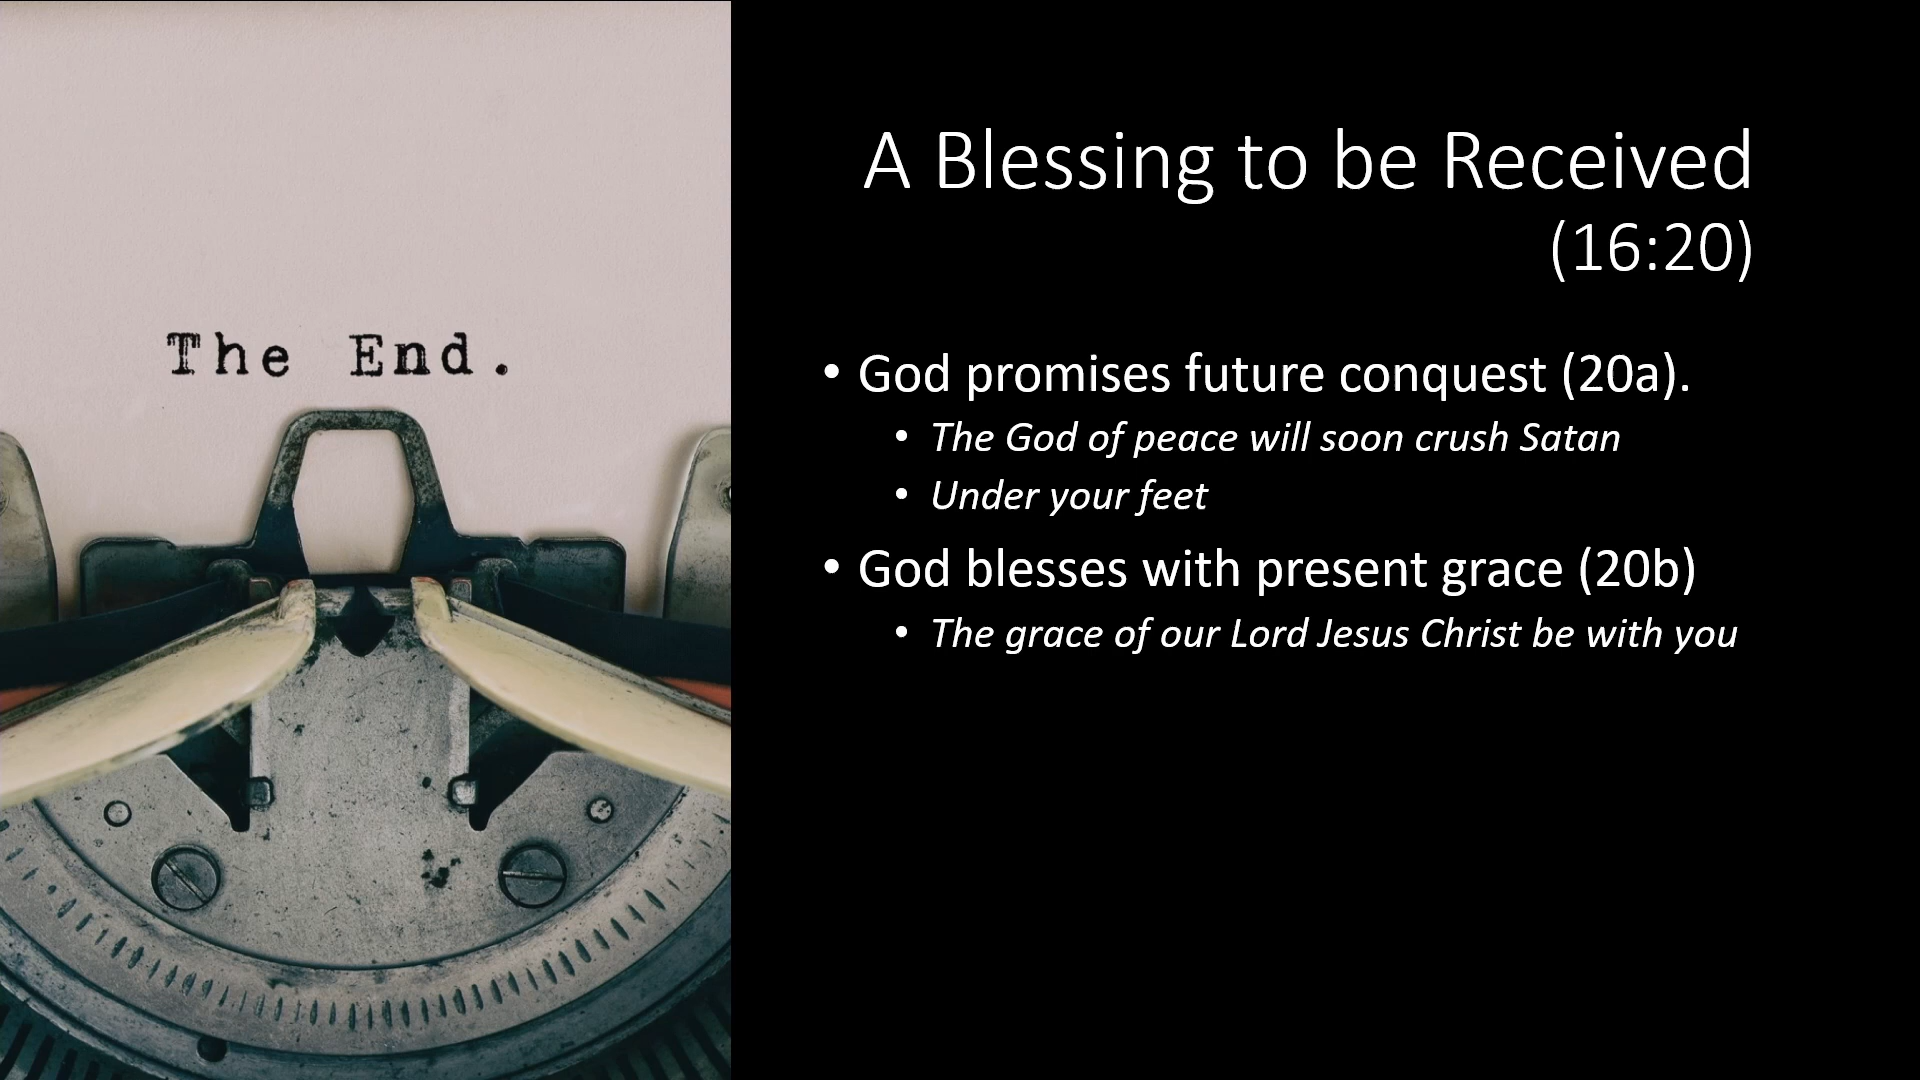 The End.
A Blessing to be Received
(16:20)
• God promises future conquest (20a).
• The God of peace will soon crush Satan
• Under your feet
• God blesses with present grace (20b)
• The grace of our Lord Jesus Christ be with you